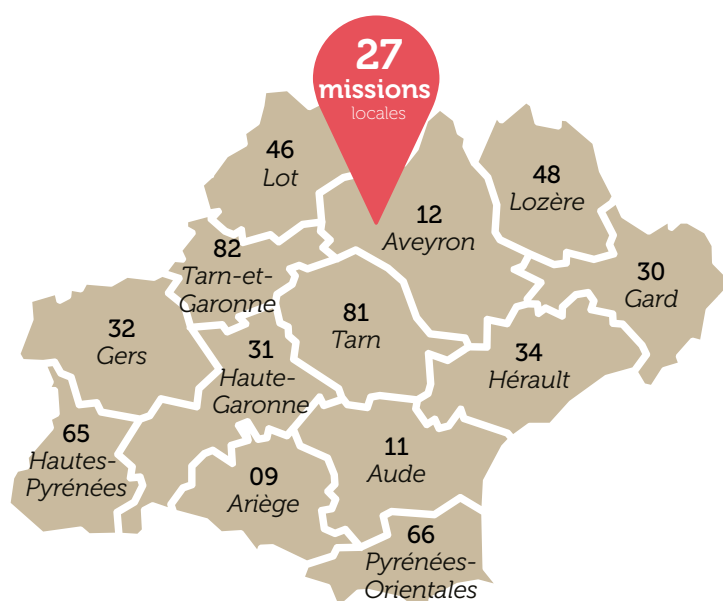 27
missions
locales
46
Lot
48
Lozère
12
Aveyron
82
Tarn-et-
Garonne
30
Gard
32
Gers
81
Tarn
31
Haute-
Garonne
34
Hérault
65
Hautes-
Pyrénées
11
Aude
09
Ariège
66
Pyrénées-
Orientales